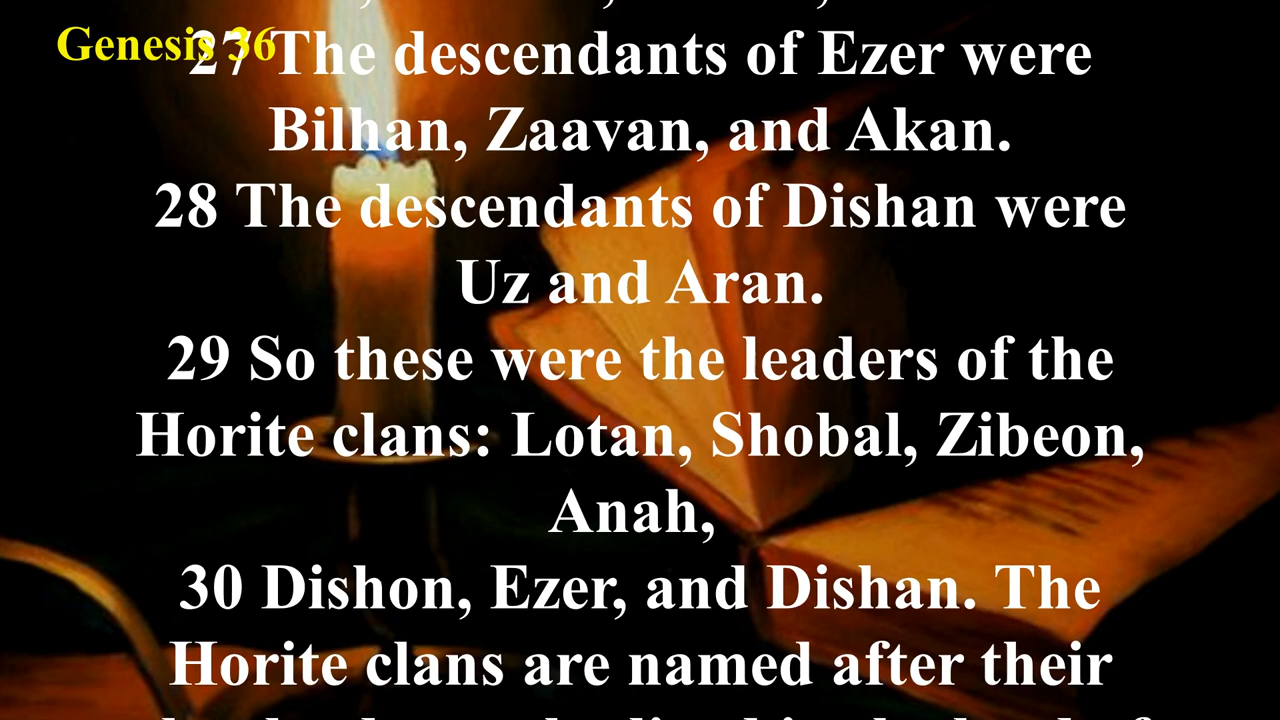 Genesis 36
27 The descendants of Ezer were
Bilhan, Zaavan, and Akan.
28 The descendants of Dishan were
Uz and Aran.
29 So these were the leaders of the
Horite clans: Lotan, Shobal, Zibeon,
Anah,
30 Dishon, Ezer, and Dishan. The
Horite clans are named after their